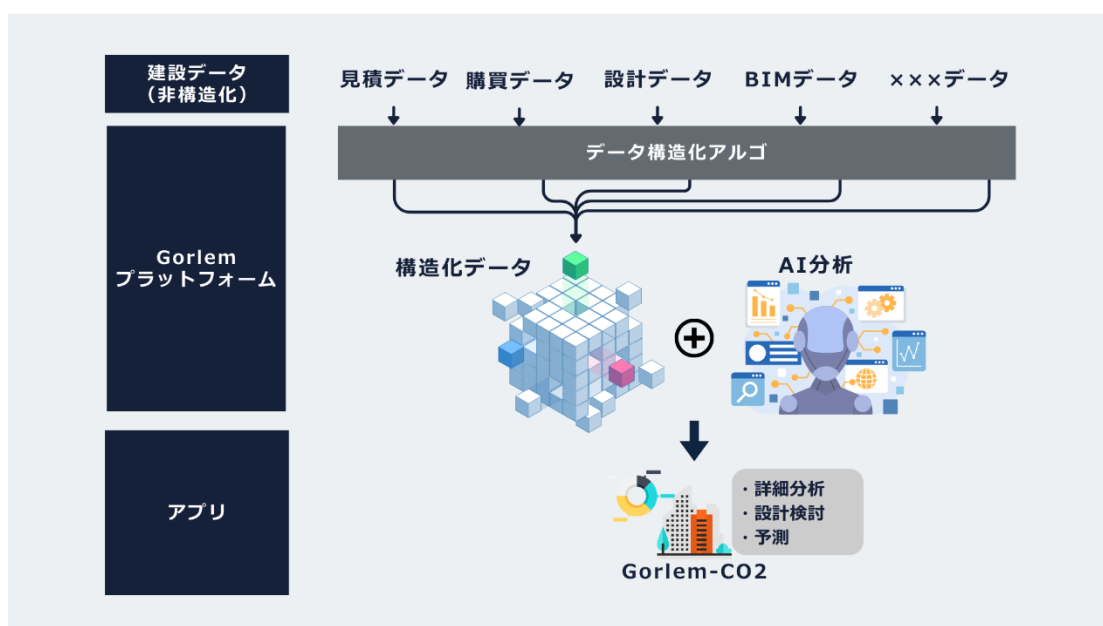 建設データ
（非構造化）
見積データ
購買データ
設計データ
BIMデータ
×××データ
データ構造化アルゴ
Gorlem
プラットフォーム
構造化データ
AI分析
アプリ
・詳細分析
・設計検討
・予測
Gorlem-CO2